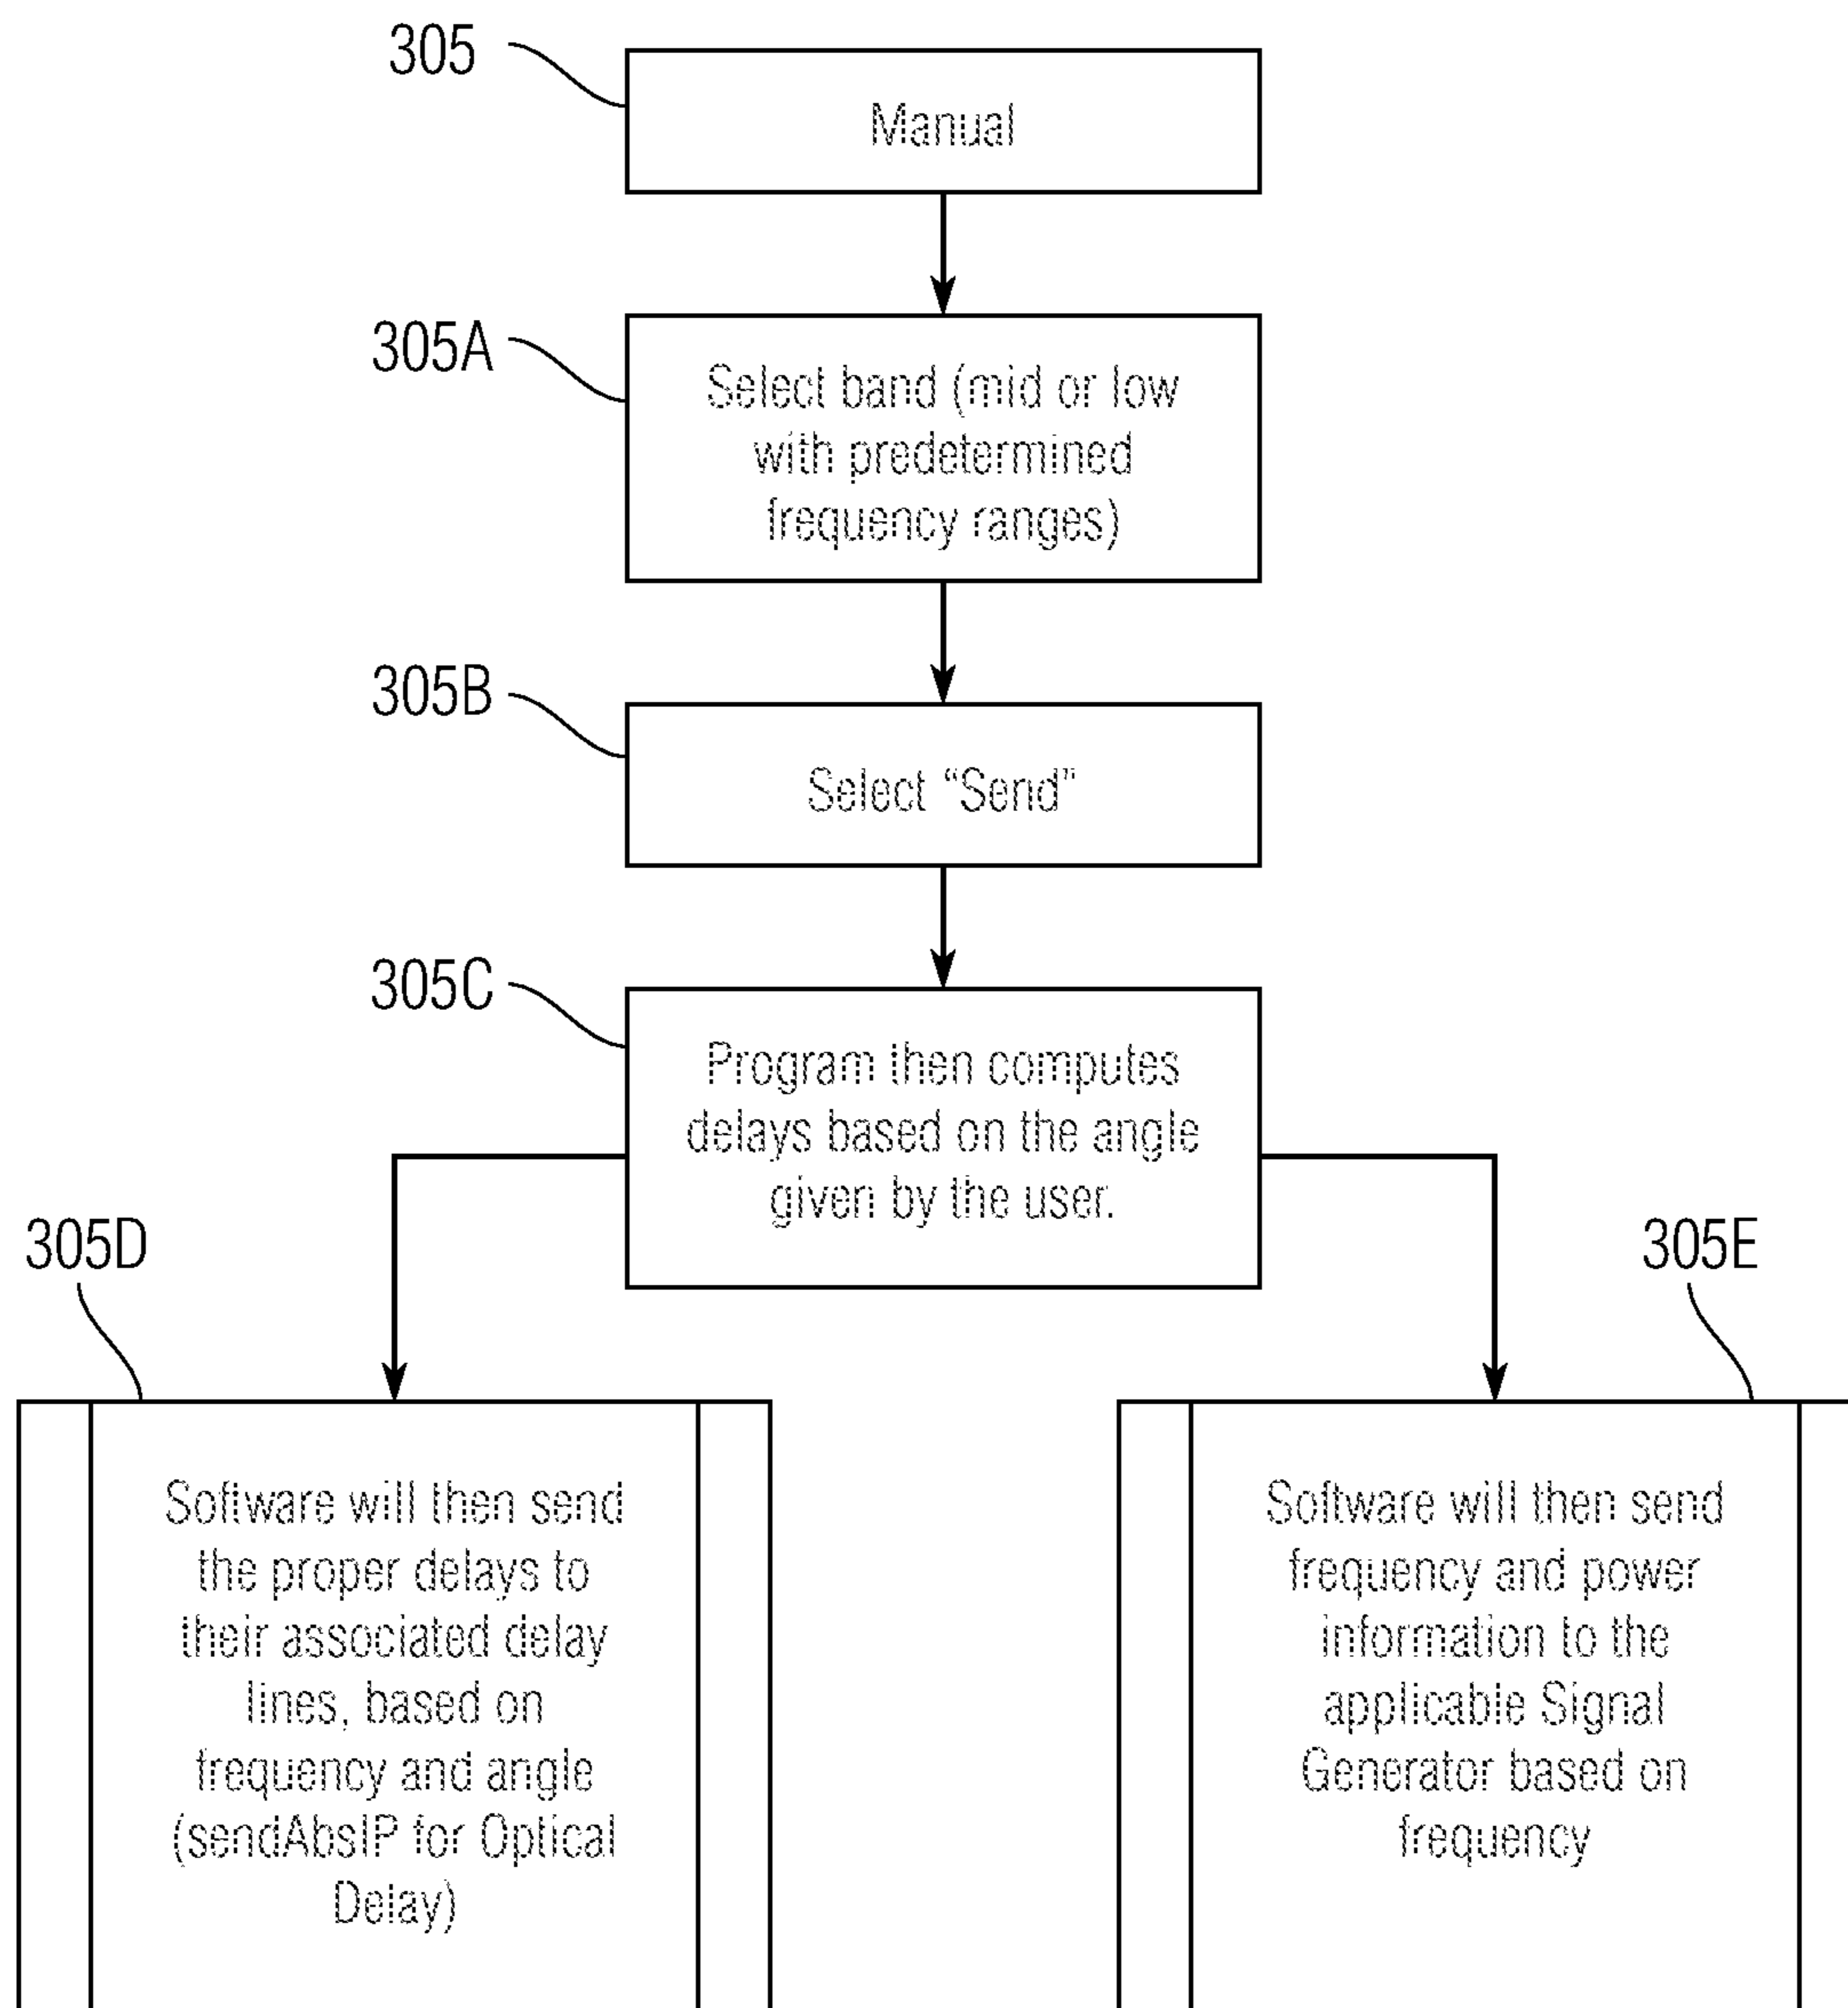 305
Manual
305A
Select band (mid or low
with predetermined
frequency ranges)
305B
Select “Send”
305C
Program then computes
delays based on the angle
given by the user.
305D
Software will then send
the proper delays to
their associated delay
lines, based on
frequency and angle
(sendAbsIP for Optical
Delay)
305E
Software will then send
frequency and power
information to the
applicable Signal
Generator based on
frequency